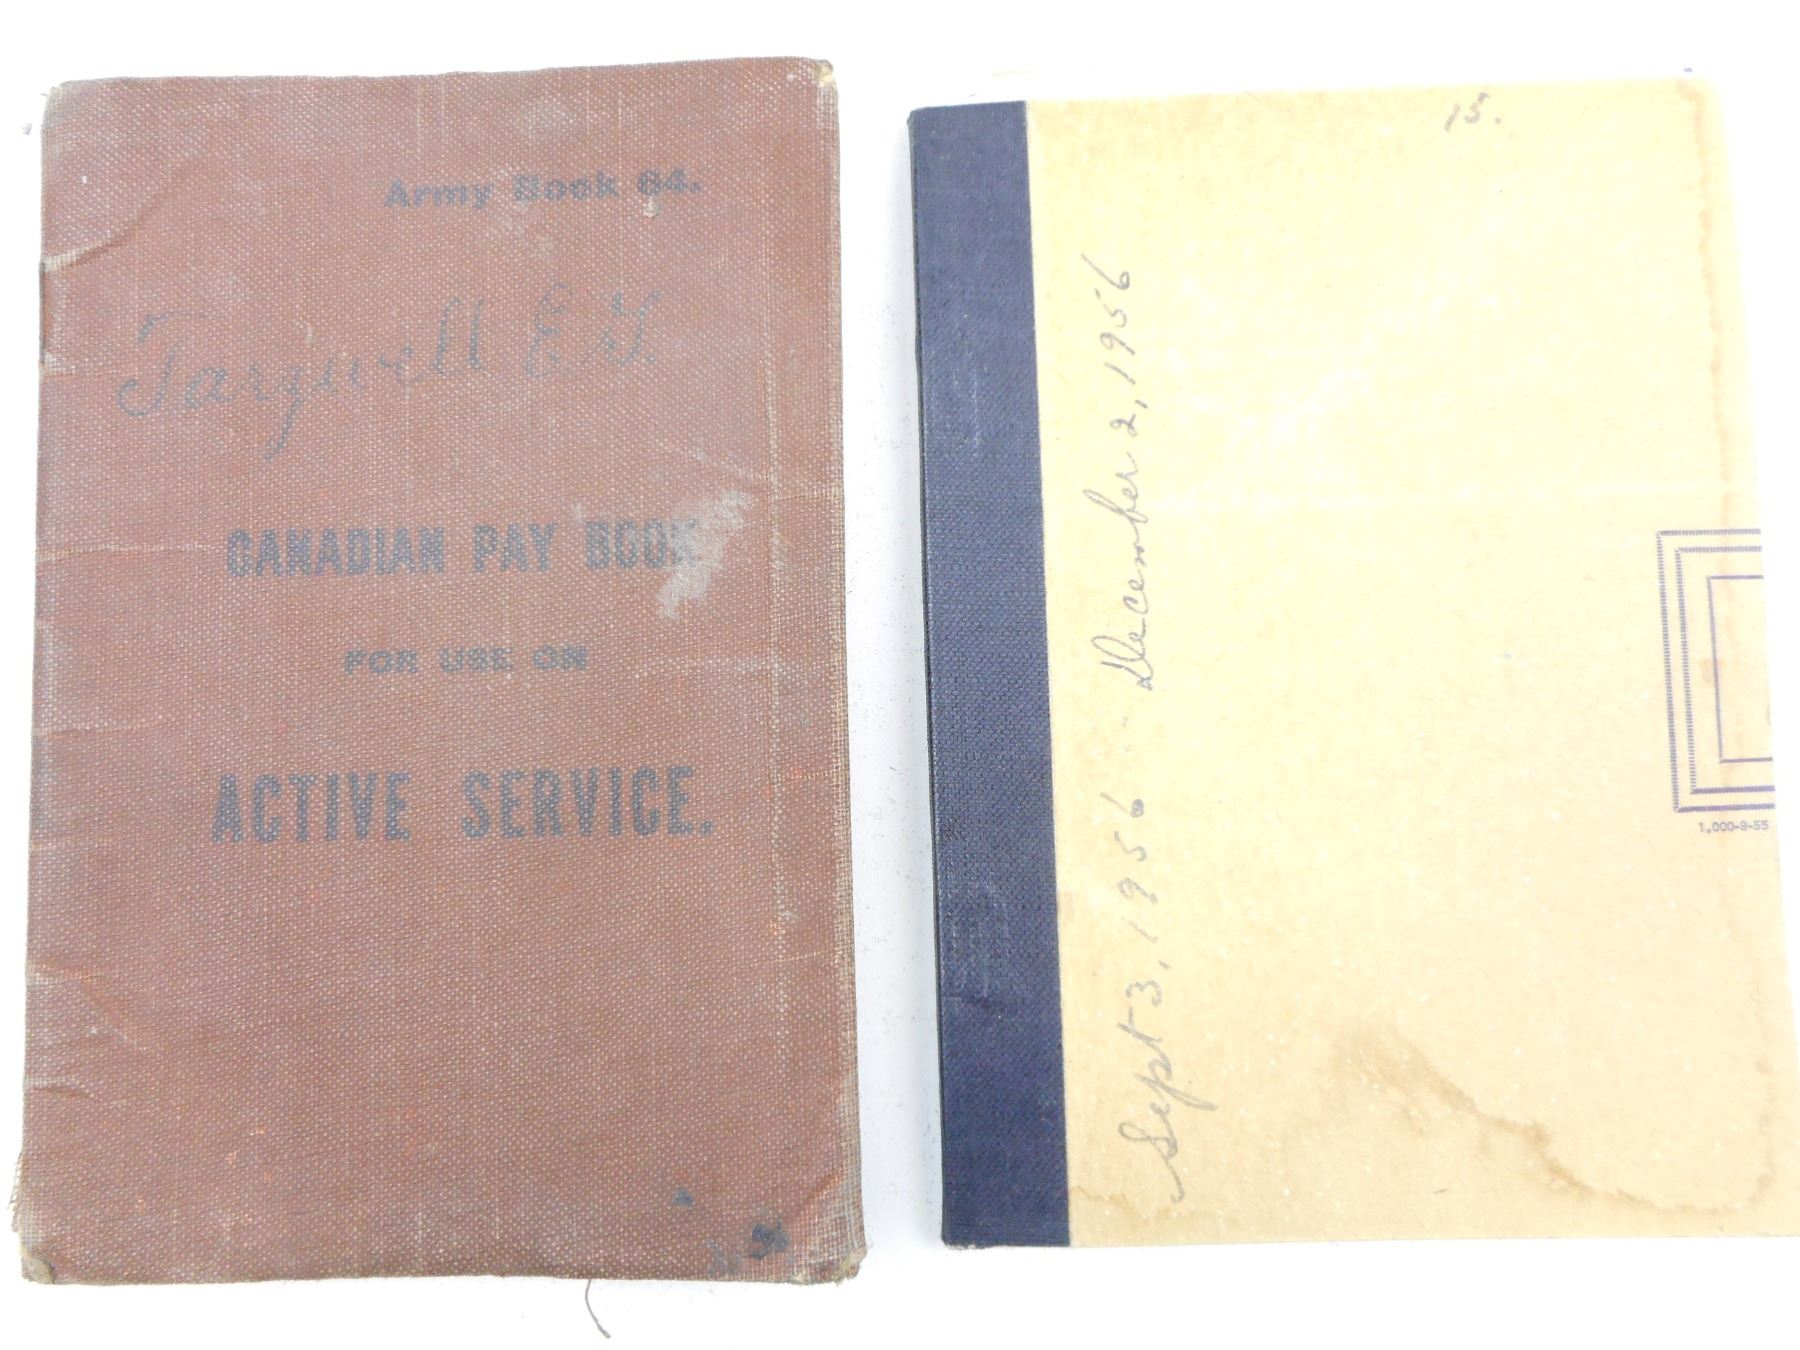 Army Book 64.
Targwell E. G.
CANADIAN PAY BOOK
FOR USE ON
ACTIVE SERVICE.
15.
Sept 3, 1956 - December 2, 1956
1,000-9-55